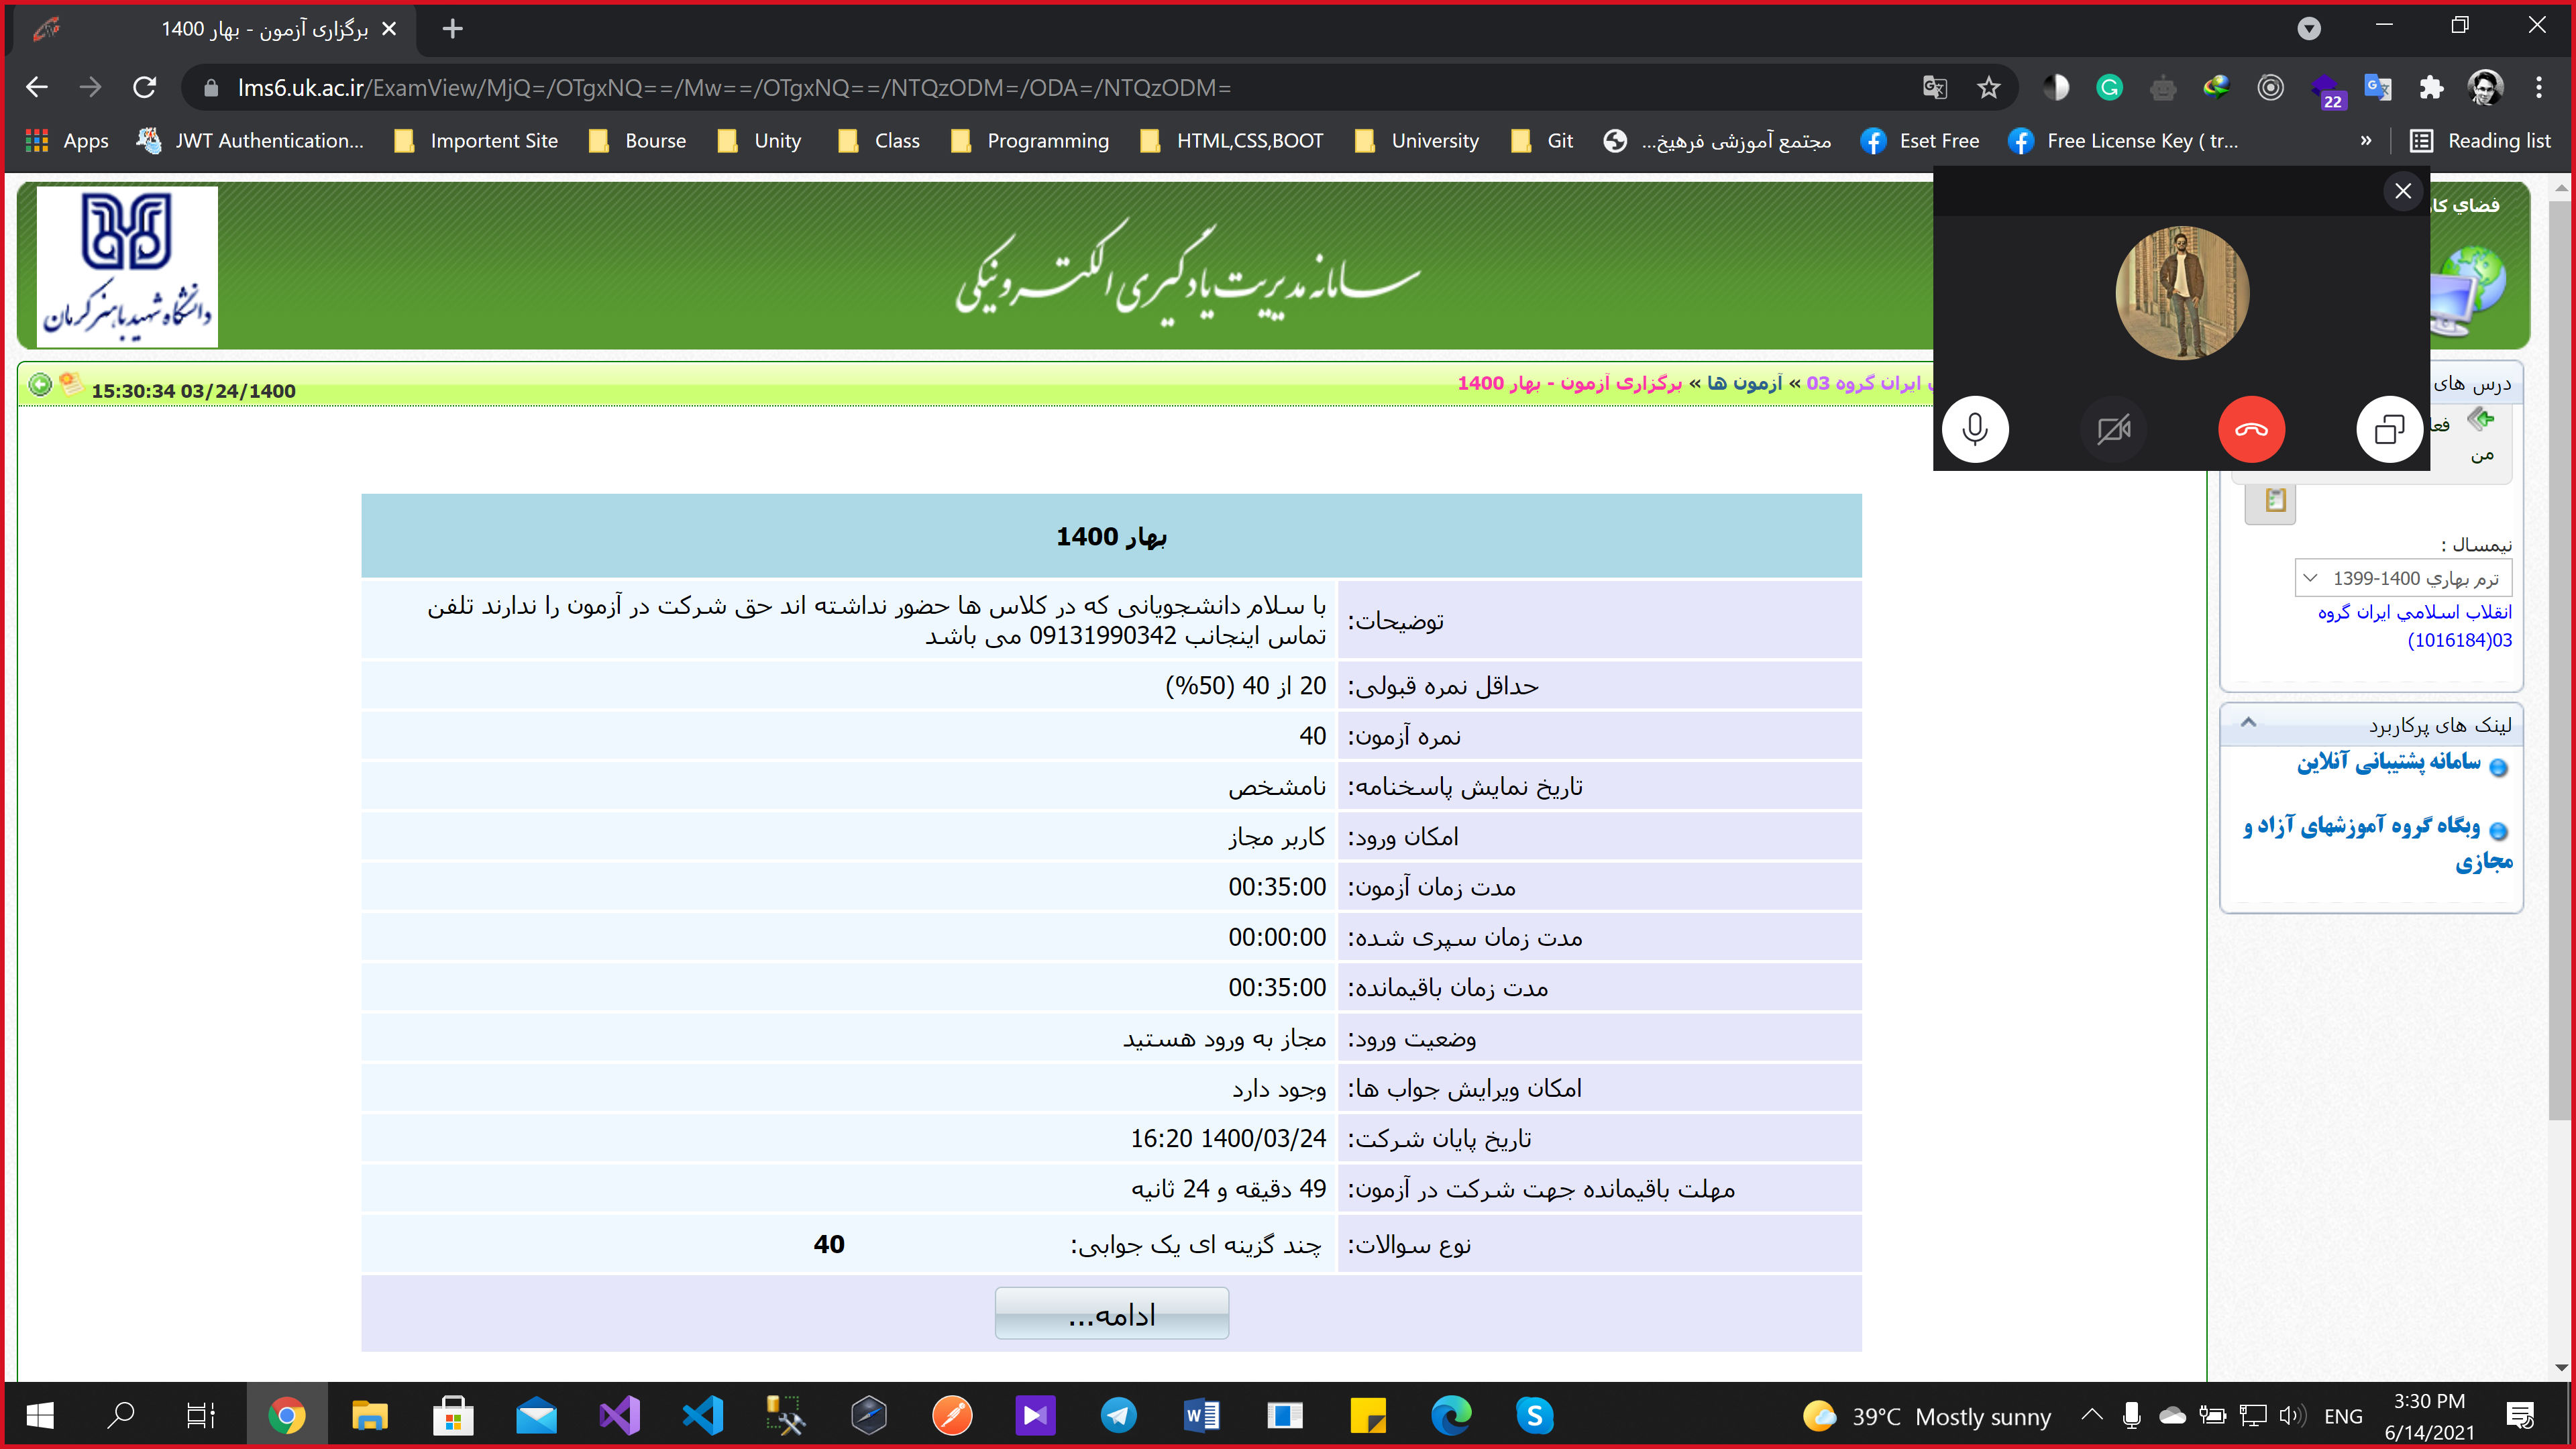 برگزاری آزمون - بهار 1400
lms6.uk.ac.ir/ExamView/MjQ=/OTgxNQ==/Mw==/OTgxNQ==/NTQzODM=/ODA=/NTQzODM=
22
Apps
JWT Authentication...
Importent Site
Bourse
Unity
Class
Programming
HTML,CSS,BOOT
University
Git
مجتمع آموزشی فرهیخ...
Eset Free
Free License Key ( tr...
»
Reading list
دانشگاه شهید باهنر کرمان
سامانه مدیریت یادگیری الکترونیکی
فضاي کار
15:30:34 03/24/1400
ایران گروه 03 » آزمون ها » برگزاری آزمون - بهار 1400
درس های
فعا
من
نیمسال :
ترم بهاري 1400-1399
انقلاب اسلامي ایران گروه
03(1016184)
لینک های پرکاربرد
سامانه پشتیبانی آنلاین
وبگاه گروه آموزشهای آزاد و
مجازی
بهار 1400
توضیحات:
با سلام دانشجویانی که در کلاس ها حضور نداشته اند حق شرکت در آزمون را ندارند تلفن
تماس اینجانب 09131990342 می باشد
حداقل نمره قبولی: 20 از 40 (50%)
نمره آزمون: 40
تاریخ نمایش پاسخنامه: نامشخص
امکان ورود: کاربر مجاز
مدت زمان آزمون: 00:35:00
مدت زمان سپری شده: 00:00:00
مدت زمان باقیمانده: 00:35:00
وضعیت ورود: مجاز به ورود هستید
امکان ویرایش جواب ها: وجود دارد
تاریخ پایان شرکت: 1400/03/24 16:20
مهلت باقیمانده جهت شرکت در آزمون: 49 دقیقه و 24 ثانیه
نوع سوالات: چند گزینه ای یک جوابی: 40
ادامه...
39°C Mostly sunny
ENG
3:30 PM
6/14/2021